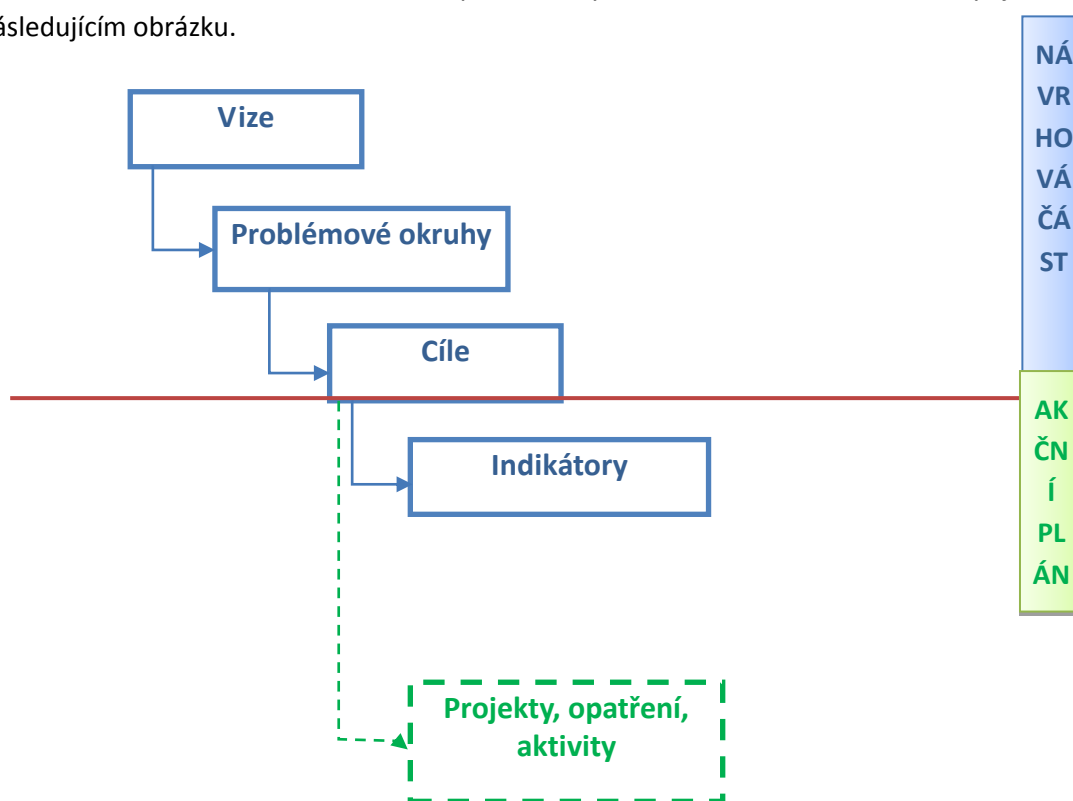 následujícím obrázku.
Vize
Problémové okruhy
Cíle
Indikátory
Projekty, opatření,
aktivity
NÁ
VR
HO
VÁ
ČÁ
ST
AK
ČN
Í
PL
ÁN